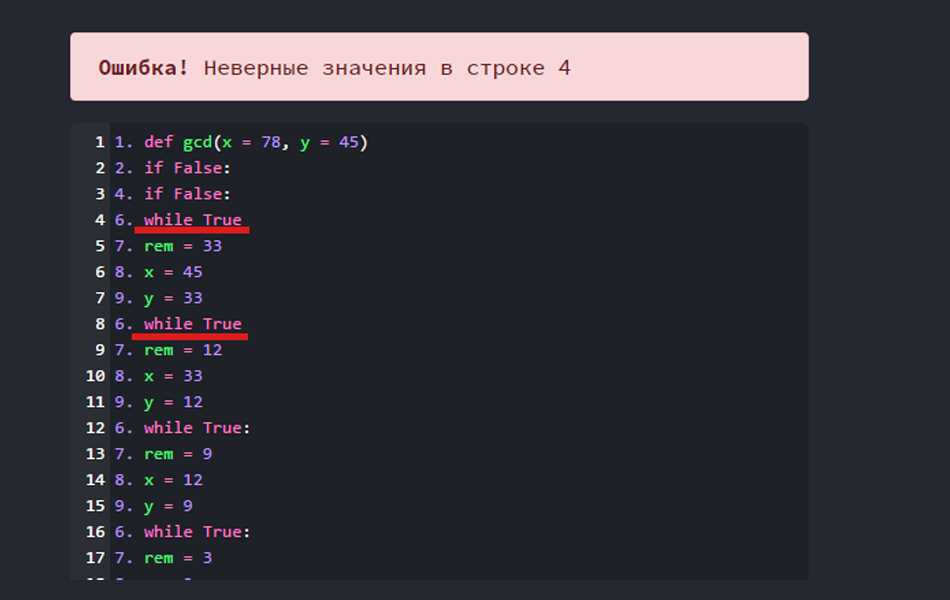 Ошибка! Неверные значения в строке 4
1 1. def gcd(x = 78, y = 45)
2 2. if False:
3 4. if False:
4 6. while True
5 7. rem = 33
6 8. x = 45
7 9. y = 33
8 6. while True
9 7. rem = 12
10 8. x = 33
11 9. y = 12
12 6. while True:
13 7. rem = 9
14 8. x = 12
15 9. y = 9
16 6. while True:
17 7. rem = 3